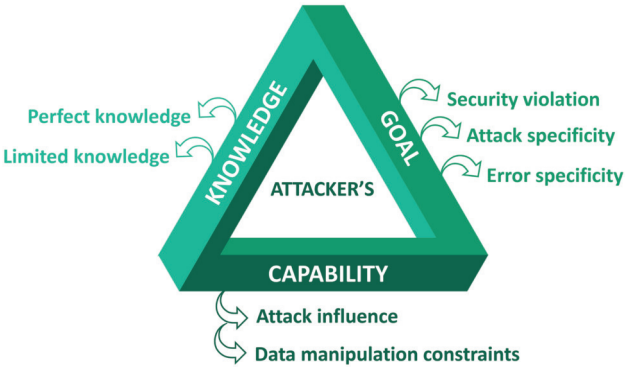 Perfect knowledge
Limited knowledge
KNOWLEDGE
GOAL
Security violation
Attack specificity
Error specificity
ATTACKER'S
CAPABILITY
Attack influence
Data manipulation constraints